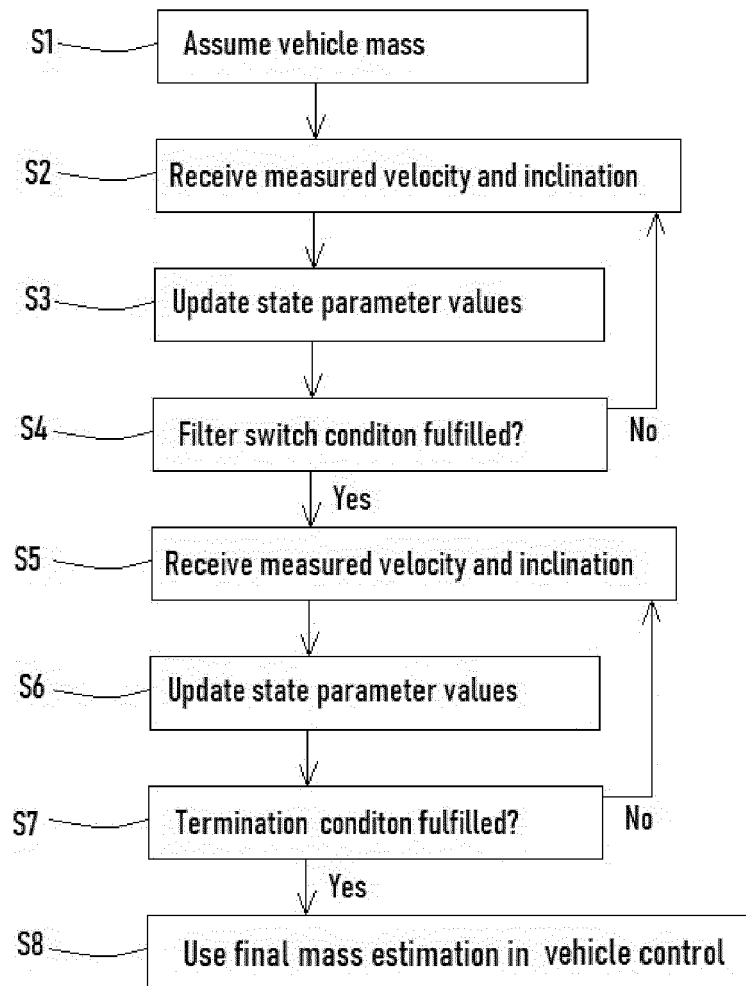 S1 Assume vehicle mass
S2 Receive measured velocity and inclination
S3 Update state parameter values
S4 Filter switch conditon fulfilled?
No
Yes
S5 Receive measured velocity and inclination
S6 Update state parameter values
S7 Termination conditon fulfilled?
No
Yes
S8 Use final mass estimation in vehicle control